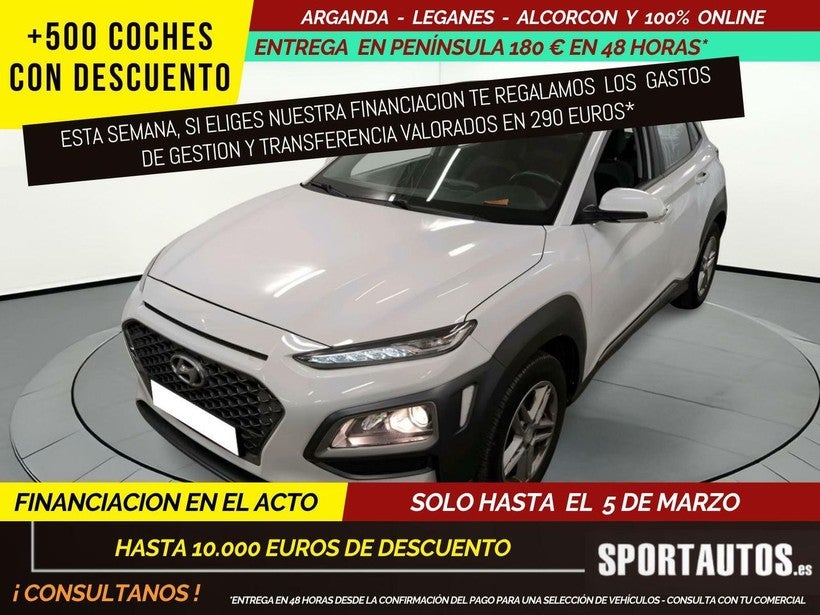 +500 COCHES
CON DESCUENTO
ARGANDA - LEGANES - ALCORCON Y 100% ONLINE
ENTREGA EN PENÍNSULA 180 € EN 48 HORAS*
ESTA SEMANA, SI ELIGES NUESTRA FINANCIACION TE REGALAMOS LOS GASTOS
DE GESTION Y TRANSFERENCIA VALORADOS EN 290 EUROS*
FINANCIACION EN EL ACTO
SOLO HASTA EL 5 DE MARZO
HASTA 10.000 EUROS DE DESCUENTO
SPORTAUTOS.es
¡ CONSULTANOS !
*ENTREGA EN 48 HORAS DESDE LA CONFIRMACIÓN DEL PAGO PARA UNA SELECCIÓN DE VEHÍCULOS - CONSULTA CON TU COMERCIAL